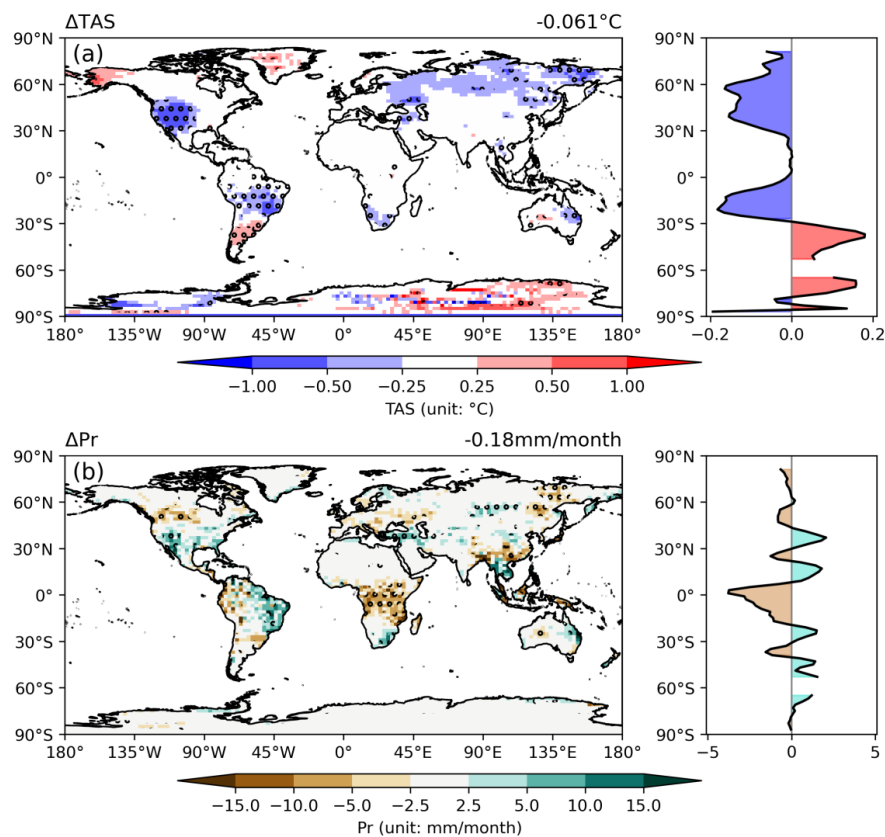 ΔTAS -0.061°C
90°N (a) 90°N
60°N 60°N
30°N 30°N
0° 0°
30°S 30°S
60°S 60°S
90°S 90°S
180° 135°W 90°W 45°W 0° 45°E 90°E 135°E 180° −0.2 0.0 0.2
−1.00 −0.50 −0.25 0.25 0.50 1.00
TAS (unit: °C)
ΔPr -0.18mm/month
90°N (b) 90°N
60°N 60°N
30°N 30°N
0° 0°
30°S 30°S
60°S 60°S
90°S 90°S
180° 135°W 90°W 45°W 0° 45°E 90°E 135°E 180° −5 0 5
−15.0 −10.0 −5.0 −2.5 2.5 5.0 10.0 15.0
Pr (unit: mm/month)